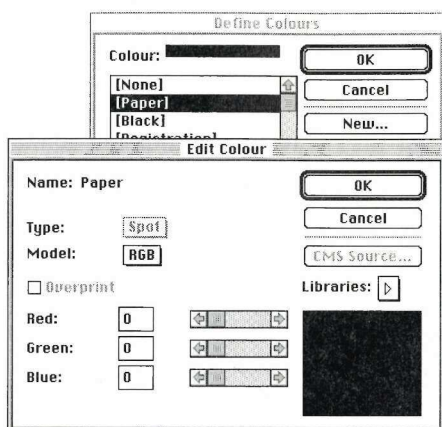 Define Colours
Colour:
OK
[None]
Cancel
[Paper]
[Black]
New...
[Registration]
Edit Colour
Name: Paper
OK
Cancel
Type: Spot
Model: RGB
CMS Source...
Overprint
Libraries:
Red: 0
Green: 0
Blue: 0